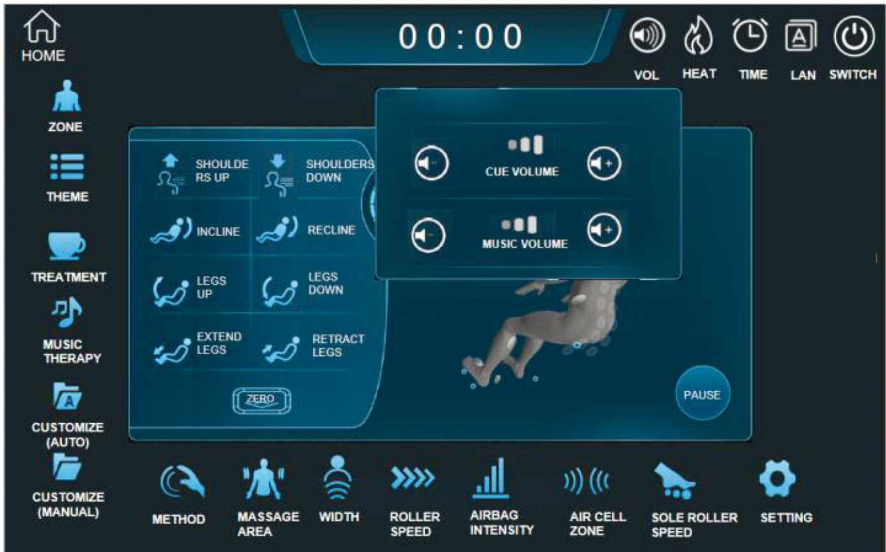 HOME
00:00
VOL
HEAT
TIME
LAN
SWITCH
ZONE
THEME
TREATMENT
MUSIC
THERAPY
A
CUSTOMIZE
(AUTO)
CUSTOMIZE
(MANUAL)
SHOULDE
RS UP
SHOULDERS
DOWN
INCLINE
RECLINE
LEGS
UP
LEGS
DOWN
EXTEND
LEGS
RETRACT
LEGS
ZERO
CUE VOLUME
MUSIC VOLUME
PAUSE
METHOD
MASSAGE
AREA
WIDTH
ROLLER
SPEED
AIRBAG
INTENSITY
AIR CELL
ZONE
SOLE ROLLER
SPEED
SETTING
A